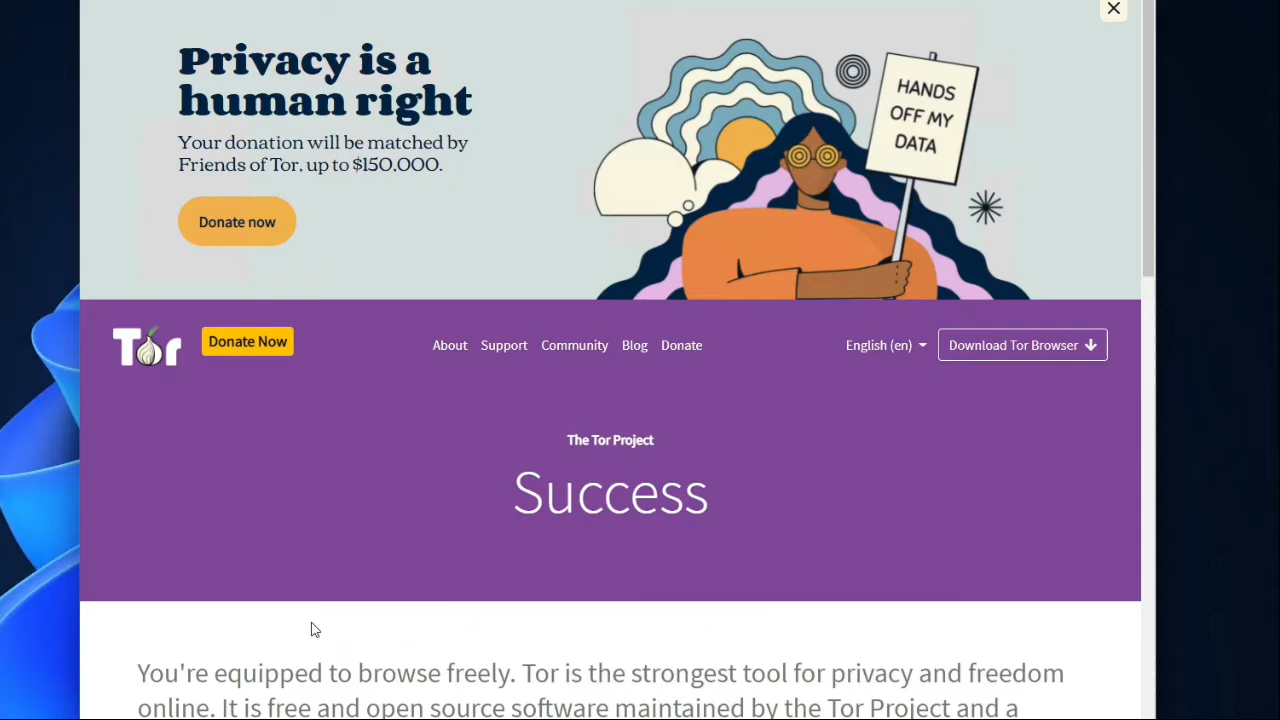 Privacy is a
human right
Your donation will be matched by
Friends of Tor, up to $150,000.
Donate now
HANDS
OFF MY
DATA
Tor
Donate Now
About Support Community Blog Donate
English (en)
Download Tor Browser
The Tor Project
Success
You're equipped to browse freely. Tor is the strongest tool for privacy and freedom
online. It is free and open source software maintained by the Tor Project and a